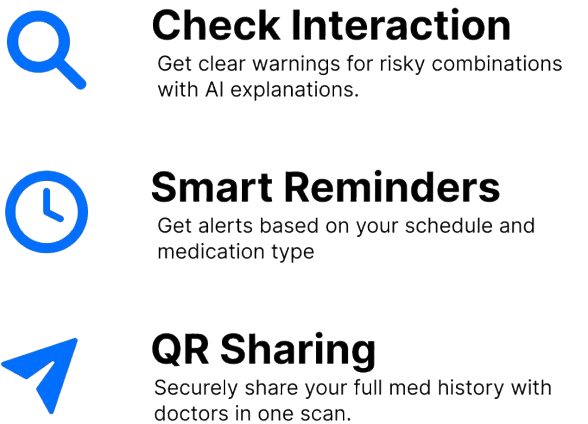 Check Interaction
Get clear warnings for risky combinations
with AI explanations.
Smart Reminders
Get alerts based on your schedule and
medication type
QR Sharing
Securely share your full med history with
doctors in one scan.